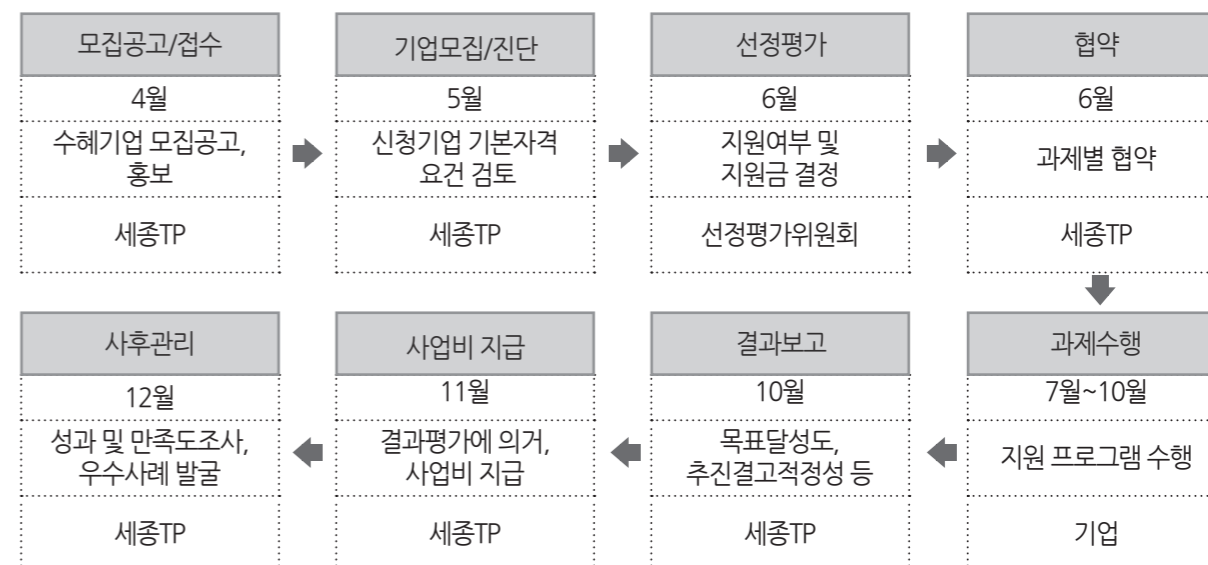 모집공고/접수
4월
수혜기업 모집공고,
홍보
세종TP
기업모집/진단
5월
신청기업 기본자격
요건 검토
세종TP
선정평가
6월
지원여부 및
지원금 결정
선정평가위원회
협약
6월
과제별 협약
세종TP
과제수행
7월~10월
지원 프로그램 수행
기업
결과보고
10월
목표달성도,
추진결고적정성 등
세종TP
사업비 지급
11월
결과평가에 의거,
사업비 지급
세종TP
사후관리
12월
성과 및 만족도조사,
우수사례 발굴
세종TP